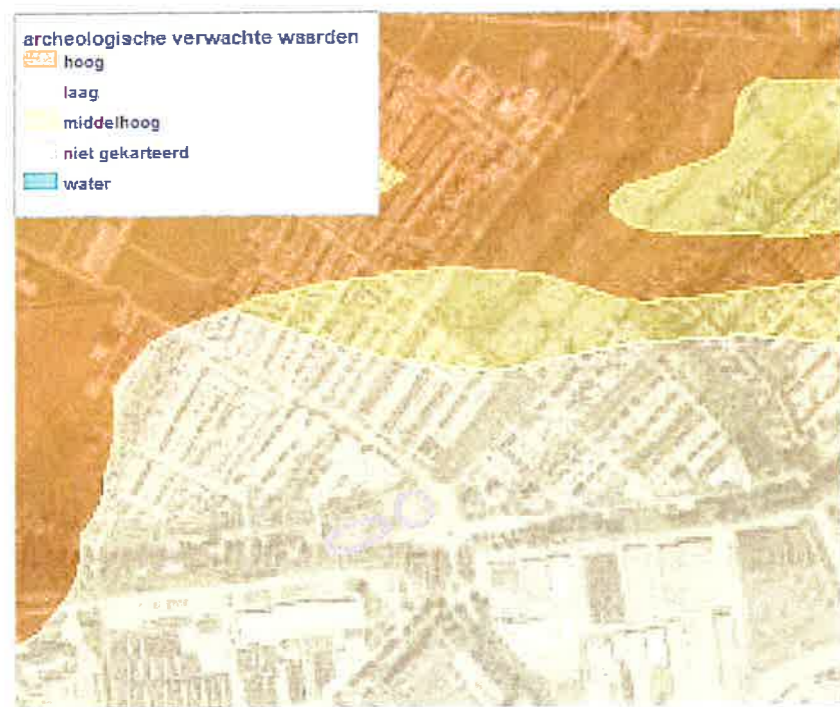 archeologische verwachte waarden
hoog
laag
middelhoog
niet gekarteerd
water